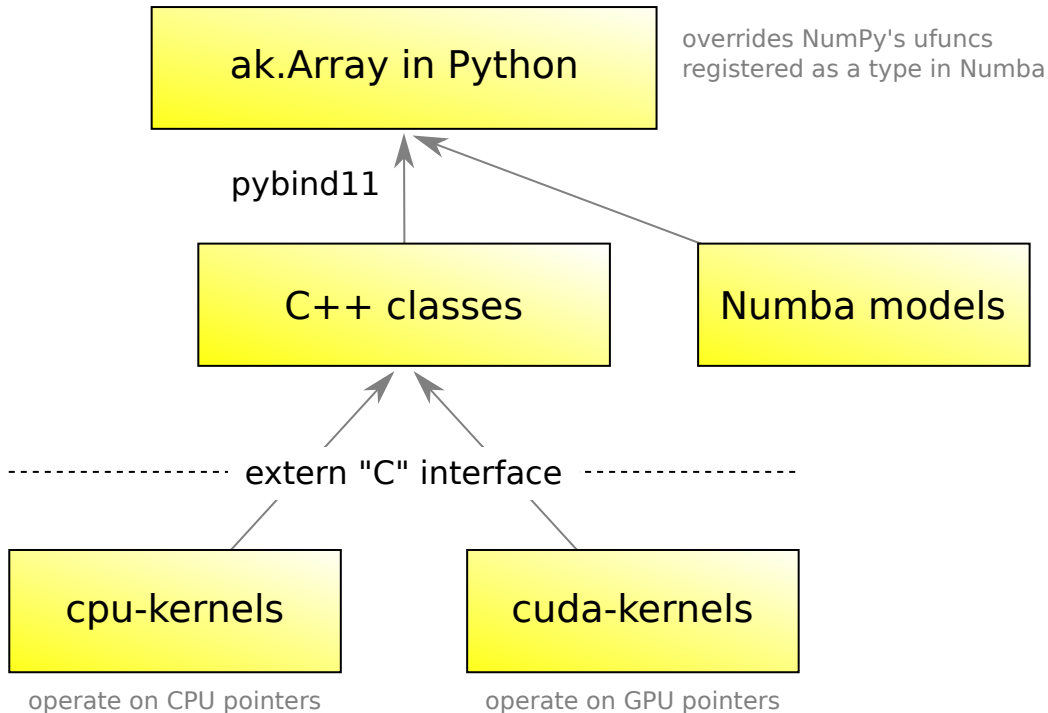 ak.Array in Python
overrides NumPy's ufuncs
registered as a type in Numba
pybind11
C++ classes
Numba models
extern "C" interface
cpu-kernels
cuda-kernels
operate on CPU pointers
operate on GPU pointers